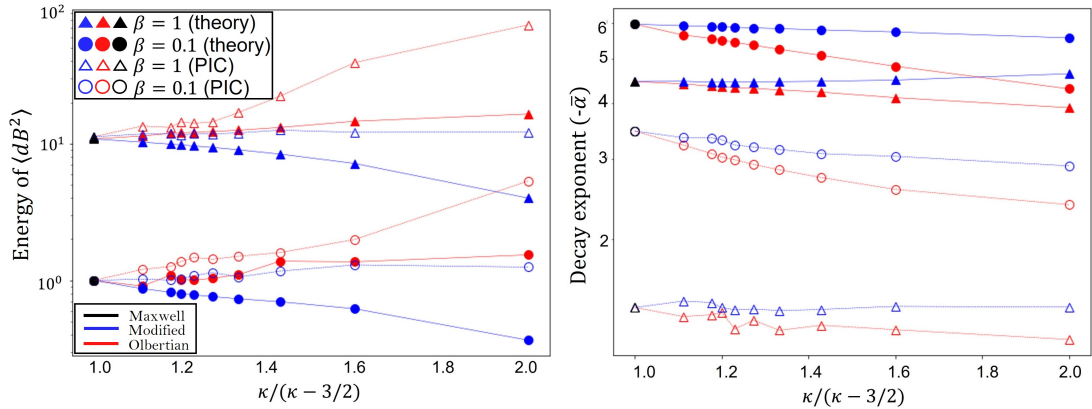 10²
10¹
10⁰
Energy of ⟨dB²⟩
β = 1 (theory)
β = 0.1 (theory)
β = 1 (PIC)
β = 0.1 (PIC)
Maxwell
Modified
Olbertian
1.0 1.2 1.4 1.6 1.8 2.0
κ/(κ − 3/2)
6
5
4
3
2
Decay exponent (-ᾱ)
1.0 1.2 1.4 1.6 1.8 2.0
κ/(κ − 3/2)